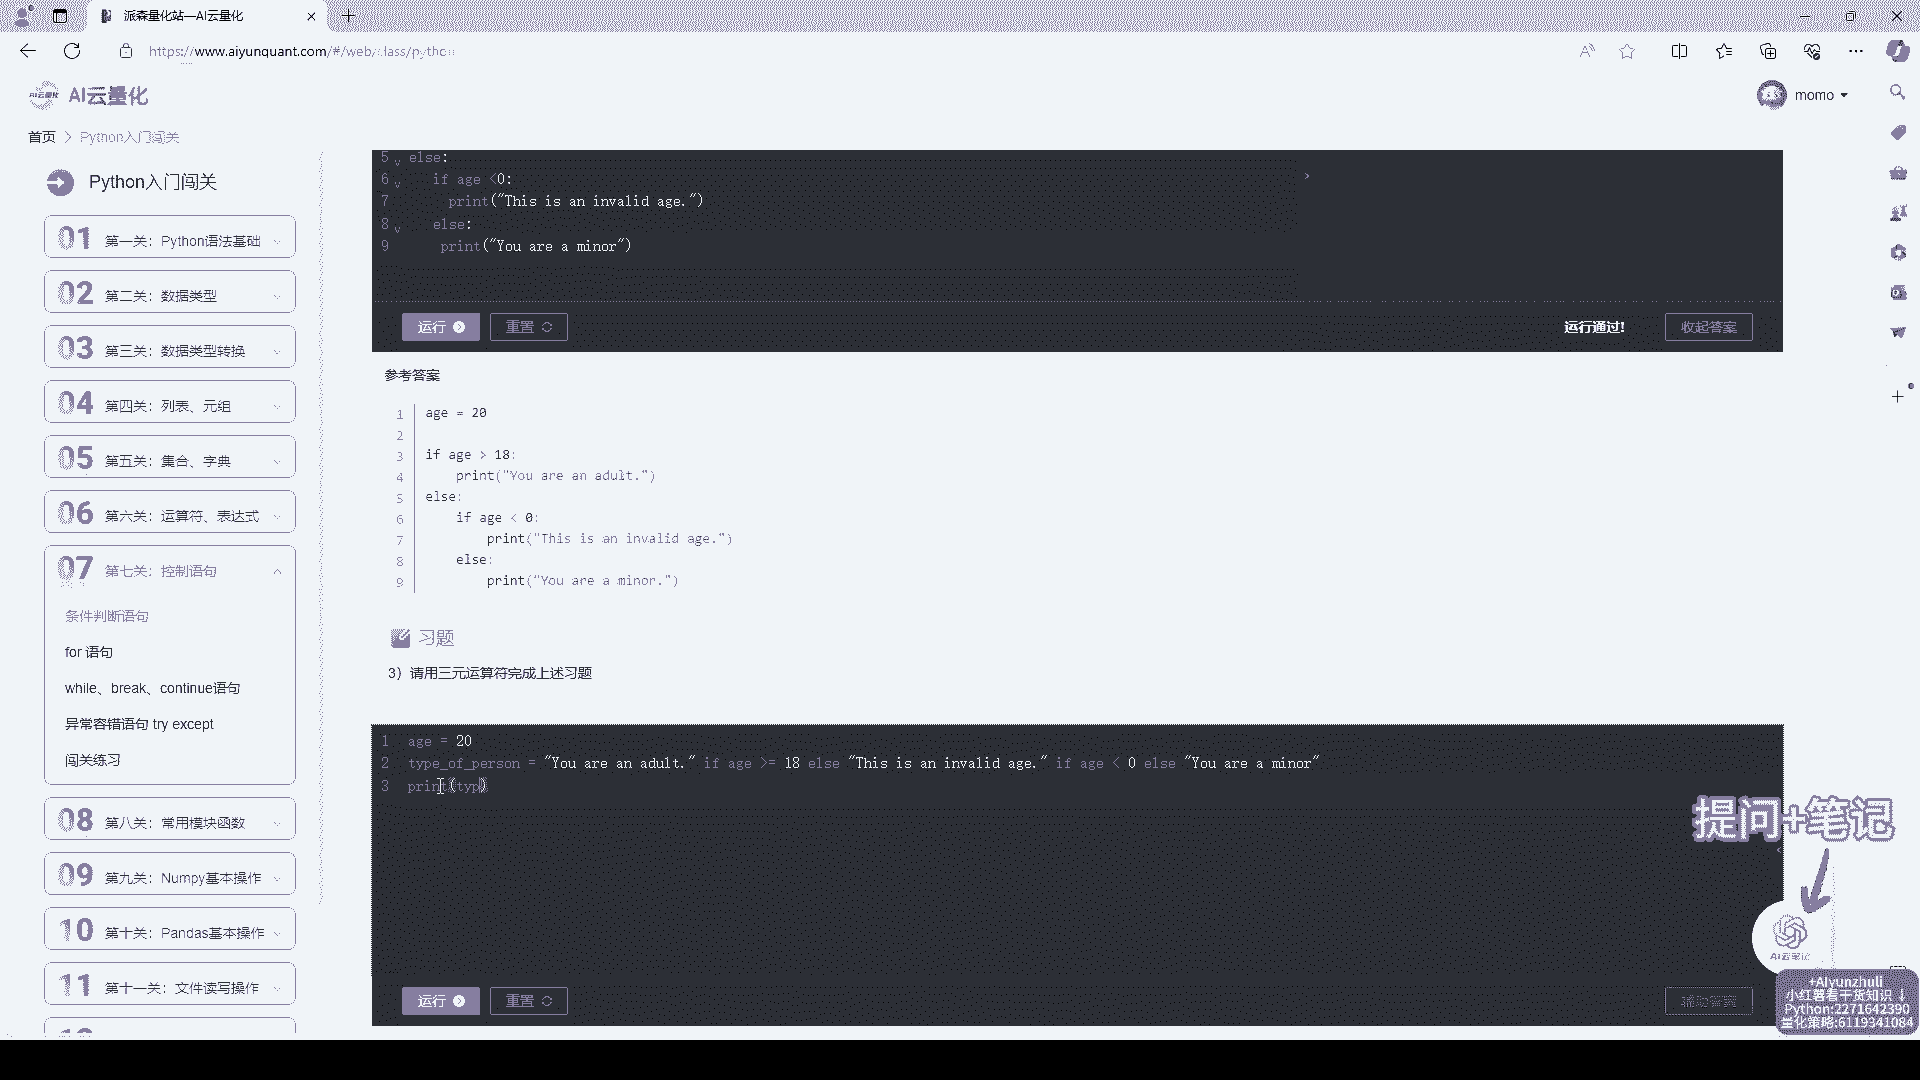 派森量化站—AI云量化
https://www.aiyunquant.com/#/web/class/python
AI云量化
momo
首页 > Python入门闯关
Python入门闯关
01 第一关：Python语法基础
02 第二关：数据类型
03 第三关：数据类型转换
04 第四关：列表、元组
05 第五关：集合、字典
06 第六关：运算符、表达式
07 第七关：控制语句
条件判断语句
for 语句
while、break、continue语句
异常容错语句 try except
闯关练习
08 第八关：常用模块函数
09 第九关：Numpy基本操作
10 第十关：Pandas基本操作
11 第十一关：文件读写操作
5 else:
6 if age <0:
7 print("This is an invalid age.")
8 else:
9 print("You are a minor")
运行 重置 运行通过! 收起答案
参考答案
1 age = 20
2
3 if age > 18:
4 print("You are an adult.")
5 else:
6 if age < 0:
7 print("This is an invalid age.")
8 else:
9 print("You are a minor.")
习题
3）请用三元运算符完成上述习题
1 age = 20
2 type_of_person = "You are an adult." if age >= 18 else "This is an invalid age." if age < 0 else "You are a minor"
3 print(typ)
运行 重置 辅助答案
提问+笔记
AI云笔记
+AIyunzhuli
小红薯看干货知识↓
Python:2271642390
量化策略:6119341084